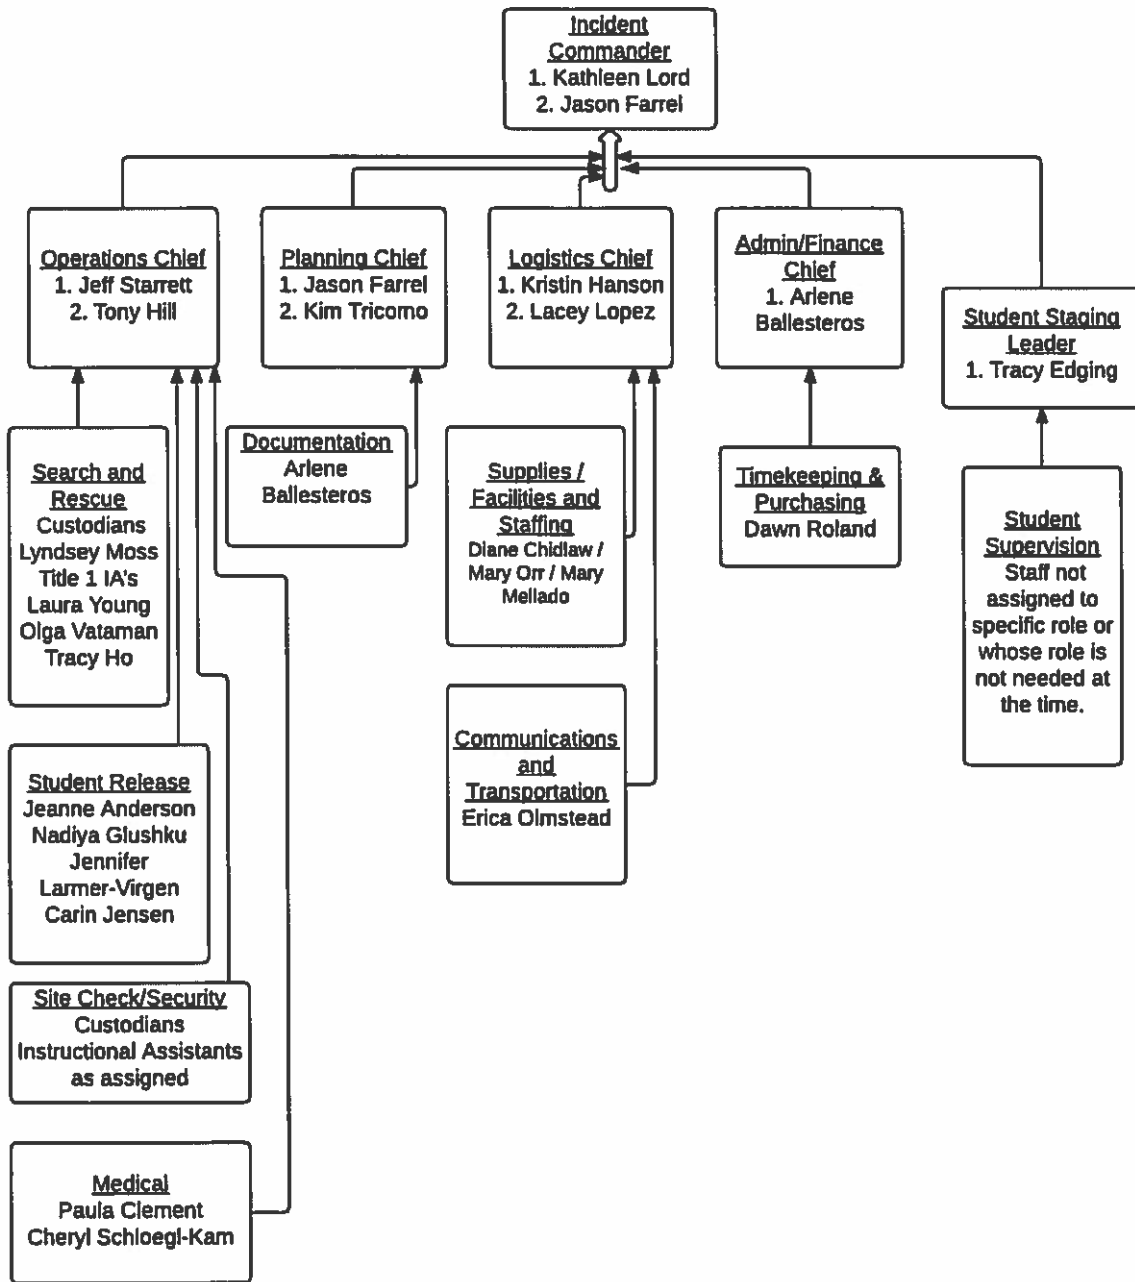 Incident
Commander
1. Kathleen Lord
2. Jason Farrel
Operations Chief
1. Jeff Starrett
2. Tony Hill
Planning Chief
1. Jason Farrel
2. Kim Tricomo
Logistics Chief
1. Kristin Hanson
2. Lacey Lopez
Admin/Finance
Chief
1. Arlene
Ballesteros
Student Staging
Leader
1. Tracy Edging
Search and
Rescue
Custodians
Lyndsey Moss
Title 1 IA's
Laura Young
Olga Vataman
Tracy Ho
Documentation
Arlene
Ballesteros
Supplies /
Facilities and
Staffing
Diane Chidlaw /
Mary Orr / Mary
Mellado
Timekeeping &
Purchasing
Dawn Roland
Student
Supervision
Staff not
assigned to
specific role or
whose role is
not needed at
the time.
Student Release
Jeanne Anderson
Nadiya Glushku
Jennifer
Larmer-Virgen
Carin Jensen
Communications
and
Transportation
Erica Olmstead
Site Check/Security
Custodians
Instructional Assistants
as assigned
Medical
Paula Clement
Cheryl Schloegl-Kam